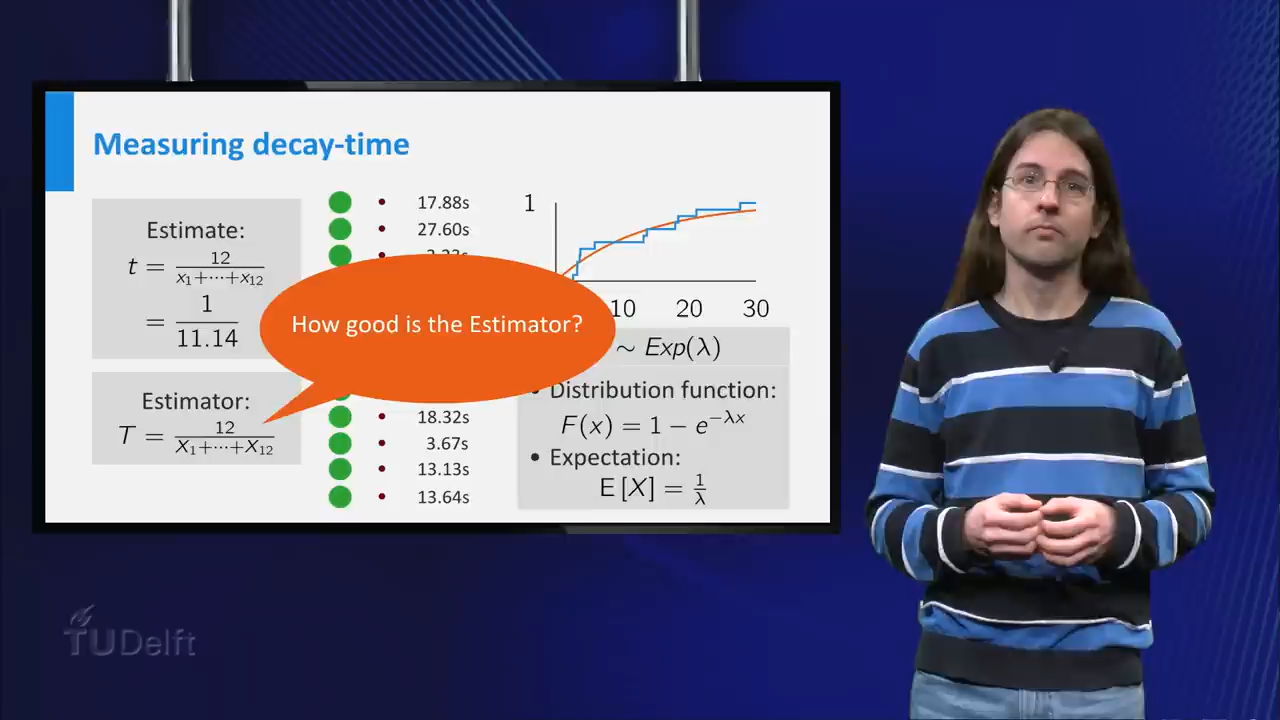 Measuring decay-time
Estimate:
t = 12 / (x₁+⋯+x₁₂)
= 1 / 11.14
Estimator:
T = 12 / (X₁+⋯+X₁₂)
17.88s
27.60s
How good is the Estimator?
18.32s
3.67s
13.13s
13.64s
1
10 20 30
∼ Exp(λ)
• Distribution function:
F(x) = 1 − e^{−λx}
• Expectation:
E [X] = 1/λ
TUDelft